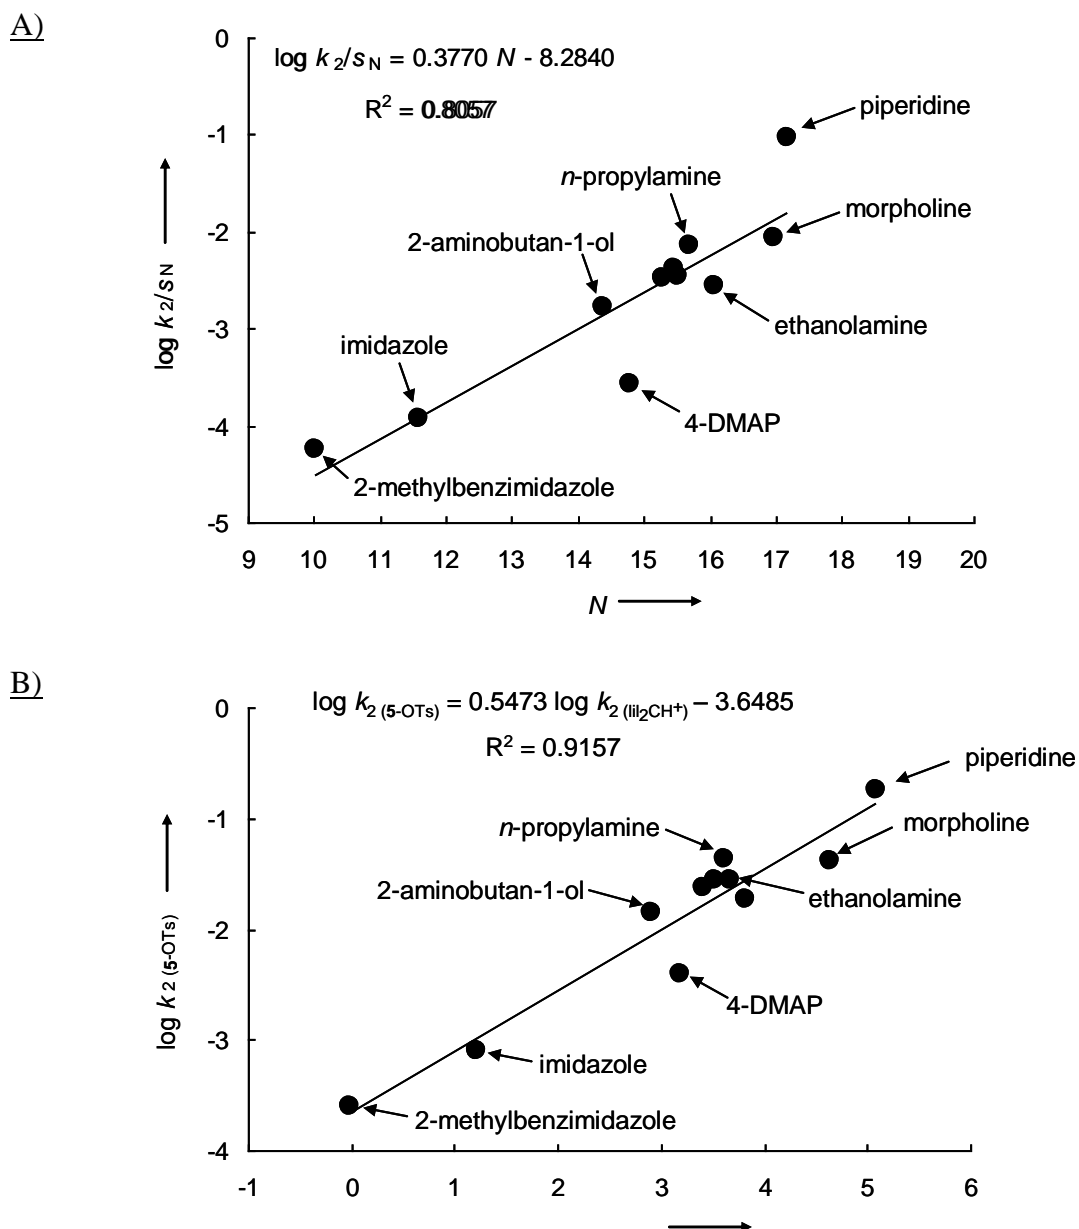 A)
0
log k2/sN = 0.3770 N - 8.2840
R2 = 0.8057
piperidine
-1
n-propylamine
morpholine
-2
2-aminobutan-1-ol
log k2/sN
-3
ethanolamine
imidazole
4-DMAP
-4
2-methylbenzimidazole
-5
9 10 11 12 13 14 15 16 17 18 19 20
N
B)
0
log k2 (5-OTs) = 0.5473 log k2 (lil2CH+) – 3.6485
R2 = 0.9157
piperidine
-1
n-propylamine
morpholine
2-aminobutan-1-ol
ethanolamine
-2
log k2 (5-OTs)
4-DMAP
-3
imidazole
2-methylbenzimidazole
-4
-1 0 1 2 3 4 5 6